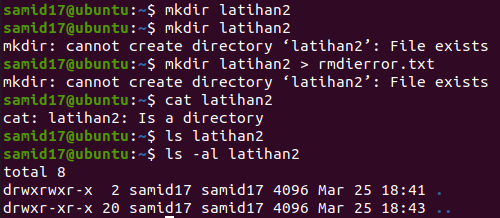 samid17@ubuntu:~$ mkdir latihan2
samid17@ubuntu:~$ mkdir latihan2
mkdir: cannot create directory ‘latihan2’: File exists
samid17@ubuntu:~$ mkdir latihan2 > rmdierror.txt
mkdir: cannot create directory ‘latihan2’: File exists
samid17@ubuntu:~$ cat latihan2
cat: latihan2: Is a directory
samid17@ubuntu:~$ ls latihan2
samid17@ubuntu:~$ ls -al latihan2
total 8
drwxrwxr-x  2 samid17 samid17 4096 Mar 25 18:41 .
drwxr-xr-x 20 samid17 samid17 4096 Mar 25 18:43 ..